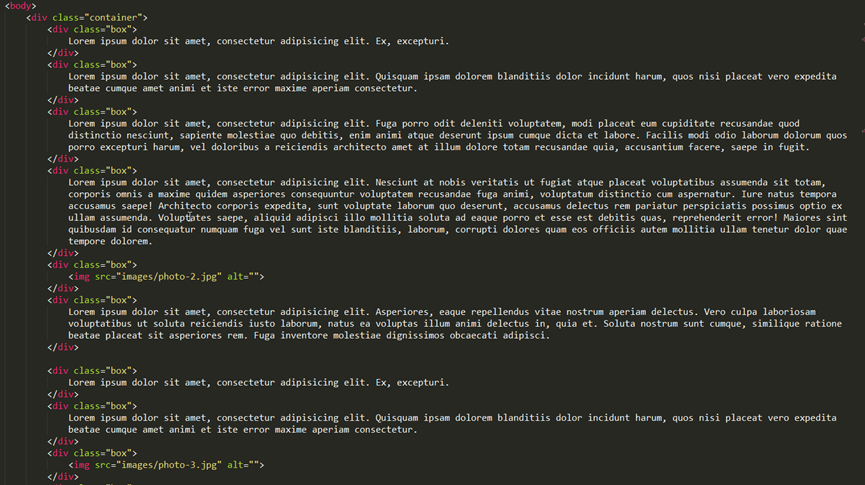 <body>
<div class="container">
<div class="box">
Lorem ipsum dolor sit amet, consectetur adipisicing elit. Ex, excepturi.
</div>
<div class="box">
Lorem ipsum dolor sit amet, consectetur adipisicing elit. Quisquam ipsam dolorem blanditiis dolor incidunt harum, quos nisi placeat vero expedita
beatae cumque amet animi et iste error maxime aperiam consectetur.
</div>
<div class="box">
Lorem ipsum dolor sit amet, consectetur adipisicing elit. Fuga porro odit deleniti voluptatem, modi placeat eum cupiditate recusandae quod
distinctio nesciunt, sapiente molestiae quo debitis, enim animi atque deserunt ipsum cumque dicta et labore. Facilis modi odio laborum dolorum quos
porro excepturi harum, vel doloribus a reiciendis architecto amet at illum dolore totam recusandae quia, accusantium facere, saepe in fugit.
</div>
<div class="box">
Lorem ipsum dolor sit amet, consectetur adipisicing elit. Nesciunt at nobis veritatis ut fugiat atque placeat voluptatibus assumenda sit totam,
corporis omnis a maxime quidem asperiores consequuntur voluptatem recusandae fuga animi, voluptatum distinctio cum aspernatur. Iure natus tempora
accusamus saepe! Architecto corporis expedita, sunt voluptate laborum quo deserunt, accusamus delectus rem pariatur perspiciatis possimus optio ex
ullam assumenda. Voluptates saepe, aliquid adipisci illo mollitia soluta ad eaque porro et esse est debitis quas, reprehenderit error! Maiores sint
quibusdam id consequatur numquam fuga vel sunt iste blanditiis, laborum, corrupti dolores quam eos officiis autem mollitia ullam tenetur dolor quae
tempore dolorem.
</div>
<div class="box">
<img src="images/photo-2.jpg" alt="">
</div>
<div class="box">
Lorem ipsum dolor sit amet, consectetur adipisicing elit. Asperiores, eaque repellendus vitae nostrum aperiam delectus. Vero culpa laboriosam
voluptatibus ut soluta reiciendis iusto laborum, natus ea voluptas illum animi delectus in, quia et. Soluta nostrum sunt cumque, similique ratione
beatae placeat sit asperiores rem. Fuga inventore molestiae dignissimos obcaecati adipisci.
</div>
<div class="box">
Lorem ipsum dolor sit amet, consectetur adipisicing elit. Ex, excepturi.
</div>
<div class="box">
Lorem ipsum dolor sit amet, consectetur adipisicing elit. Quisquam ipsam dolorem blanditiis dolor incidunt harum, quos nisi placeat vero expedita
beatae cumque amet animi et iste error maxime aperiam consectetur.
</div>
<div class="box">
<img src="images/photo-3.jpg" alt="">
</div>